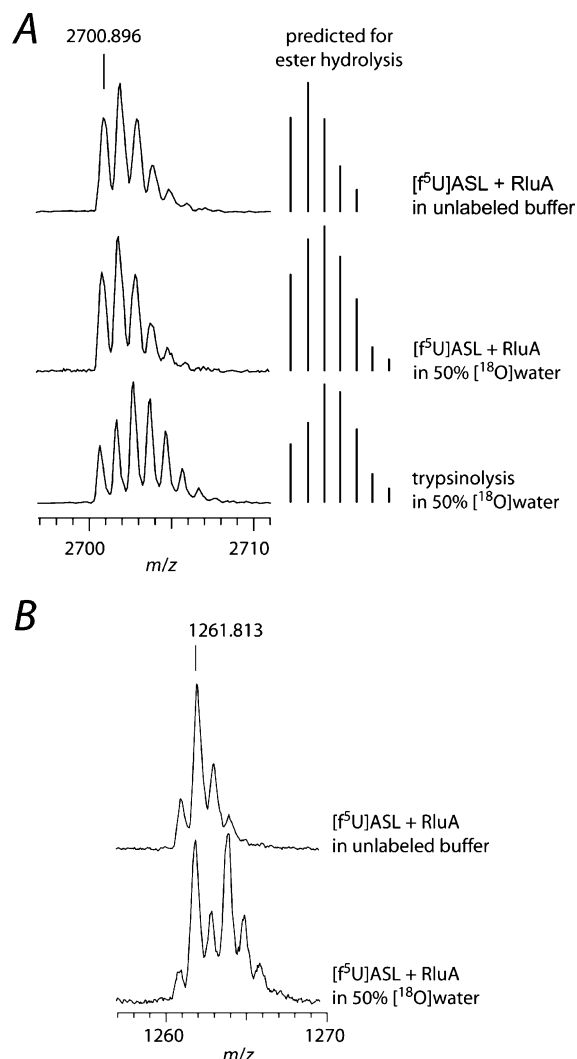 A
2700.896
predicted for
ester hydrolysis
[f⁵U]ASL + RluA
in unlabeled buffer
[f⁵U]ASL + RluA
in 50% [¹⁸O]water
trypsinolysis
in 50% [¹⁸O]water
2700
2710
m/z
B
1261.813
[f⁵U]ASL + RluA
in unlabeled buffer
[f⁵U]ASL + RluA
in 50% [¹⁸O]water
1260
1270
m/z